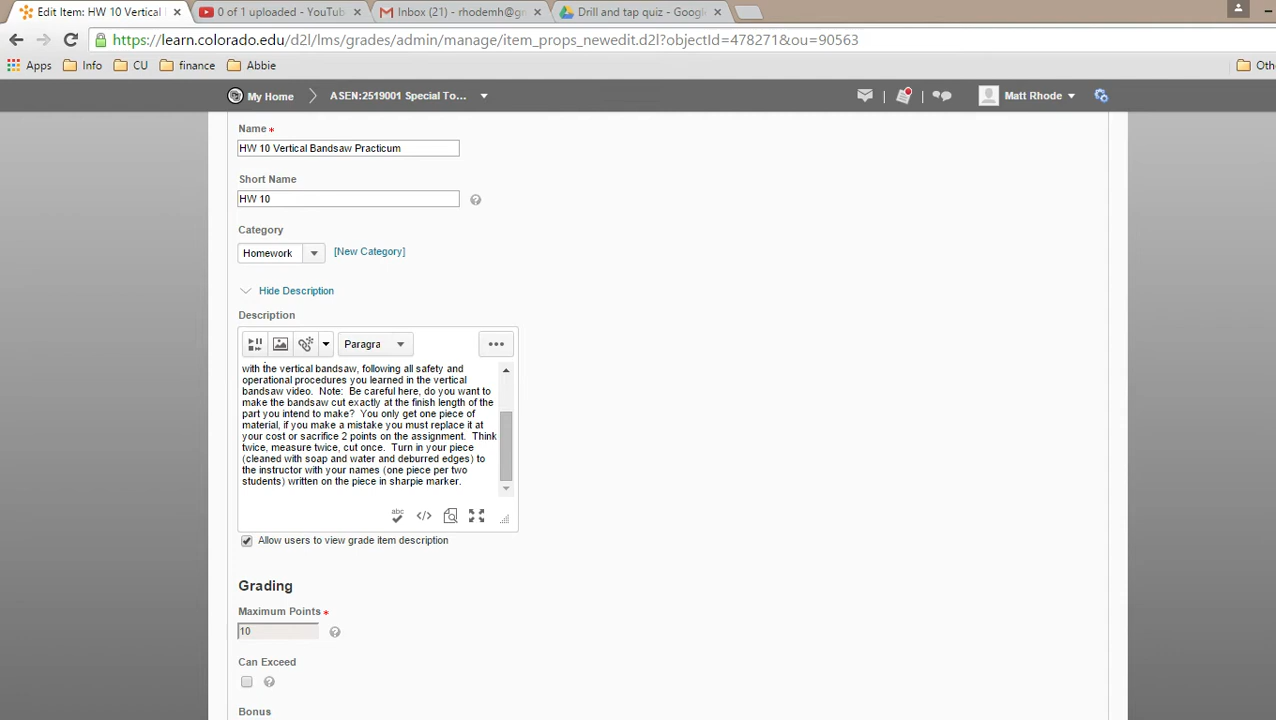 Edit Item: HW 10 Vertical
0 of 1 uploaded - YouTub
Inbox (21) - rhodemh@gm
Drill and tap quiz - Google
https://learn.colorado.edu/d2l/lms/grades/admin/manage/item_props_newedit.d2l?objectId=478271&ou=90563
Apps Info CU finance Abbie Oth
My Home ASEN:2519001 Special To... Matt Rhode
Name *
HW 10 Vertical Bandsaw Practicum
Short Name
HW 10
Category
Homework [New Category]
Hide Description
Description
Paragra
with the vertical bandsaw, following all safety and
operational procedures you learned in the vertical
bandsaw video.  Note:  Be careful here, do you want to
make the bandsaw cut exactly at the finish length of the
part you intend to make?  You only get one piece of
material, if you make a mistake you must replace it at
your cost or sacrifice 2 points on the assignment.  Think
twice, measure twice, cut once.  Turn in your piece
(cleaned with soap and water and deburred edges) to
the instructor with your names (one piece per two
students) written on the piece in sharpie marker.
abc
Allow users to view grade item description
Grading
Maximum Points *
10
Can Exceed
Bonus